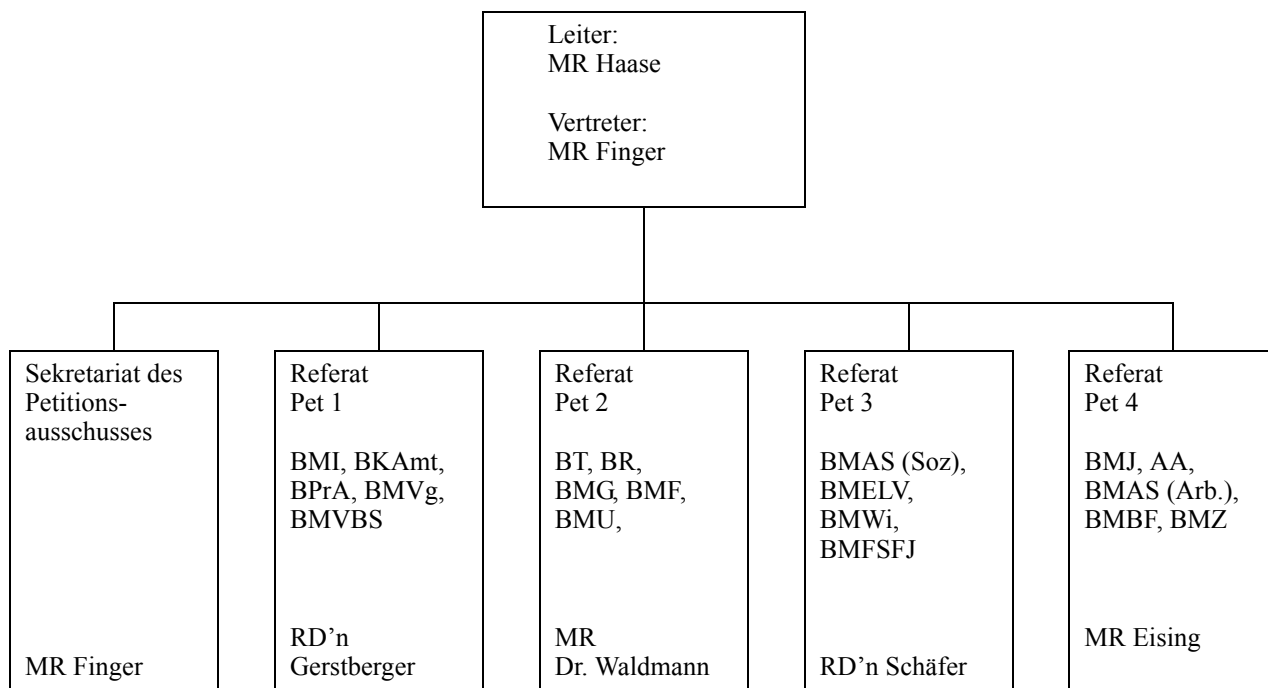 Leiter:
MR Haase
Vertreter:
MR Finger
Sekretariat des
Petitions-
ausschusses
MR Finger
Referat
Pet 1
BMI, BKAmt,
BPrA, BMVg,
BMVBS
RD’n
Gerstberger
Referat
Pet 2
BT, BR,
BMG, BMF,
BMU,
MR
Dr. Waldmann
Referat
Pet 3
BMAS (Soz),
BMELV,
BMWi,
BMFSFJ
RD’n Schäfer
Referat
Pet 4
BMJ, AA,
BMAS (Arb.),
BMBF, BMZ
MR Eising